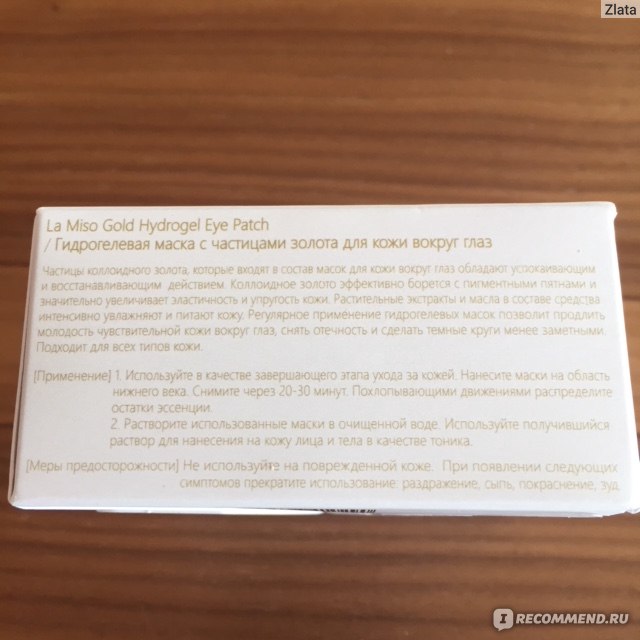 Zlata
La Miso Gold Hydrogel Eye Patch
/ Гидрогелевая маска с частицами золота для кожи вокруг глаз
Частицы коллоидного золота, которые входят в состав масок для кожи вокруг глаз обладают успокаивающим
и восстанавливающим действием. Коллоидное золото эффективно борется с пигментными пятнами и
значительно увеличивает эластичность и упругость кожи. Растительные экстракты и масла в составе средства
интенсивно увлажняют и питают кожу. Регулярное применение гидрогелевых масок позволит продлить
молодость чувствительной кожи вокруг глаз, снять отечность и сделать темные круги менее заметными.
Подходит для всех типов кожи.
[Применение] 1. Используйте в качестве завершающего этапа ухода за кожей. Нанесите маски на область
нижнего века. Снимите через 20-30 минут. Похлопывающими движениями распределите
остатки эссенции.
2. Растворите использованные маски в очищенной воде. Используйте получившийся
раствор для нанесения на кожу лица и тела в качестве тоника.
[Меры предосторожности] Не используйте на поврежденной коже. При появлении следующих
симптомов прекратите использование: раздражение, сыпь, покраснение, зуд.
I RECOMMEND.RU